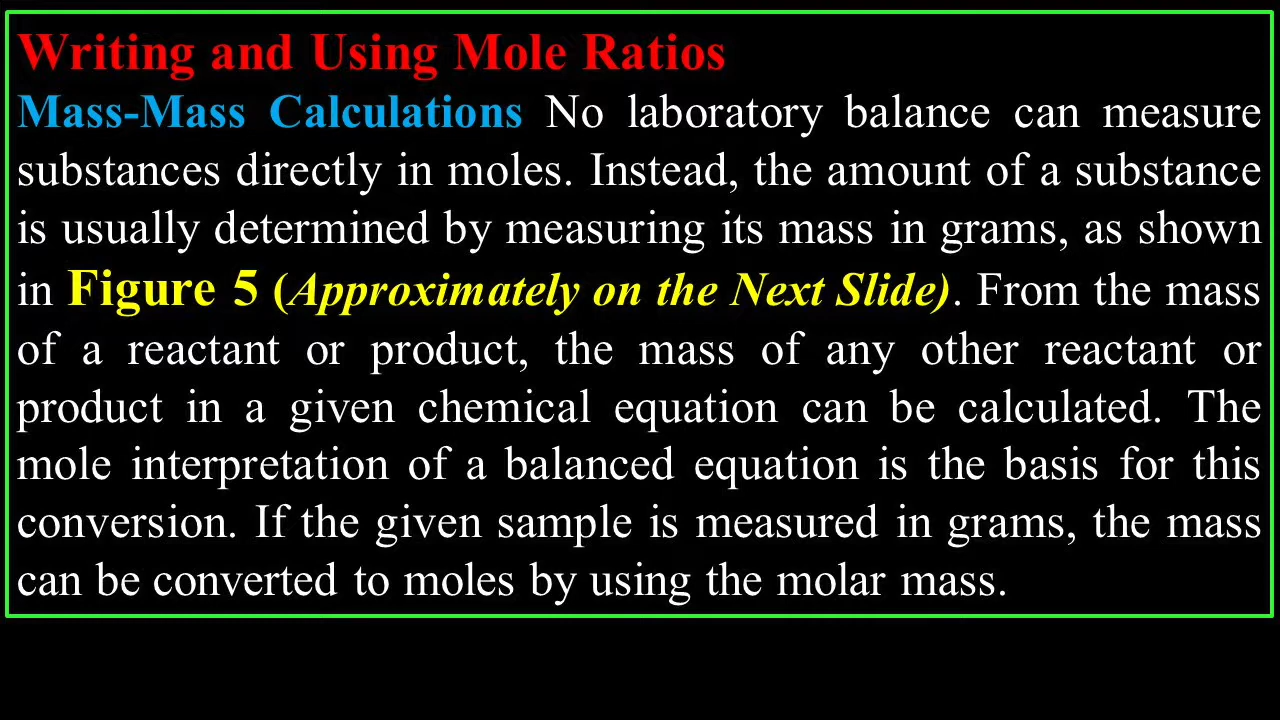 Writing and Using Mole Ratios
Mass-Mass Calculations No laboratory balance can measure
substances directly in moles. Instead, the amount of a substance
is usually determined by measuring its mass in grams, as shown
in Figure 5 (Approximately on the Next Slide). From the mass
of a reactant or product, the mass of any other reactant or
product in a given chemical equation can be calculated. The
mole interpretation of a balanced equation is the basis for this
conversion. If the given sample is measured in grams, the mass
can be converted to moles by using the molar mass.